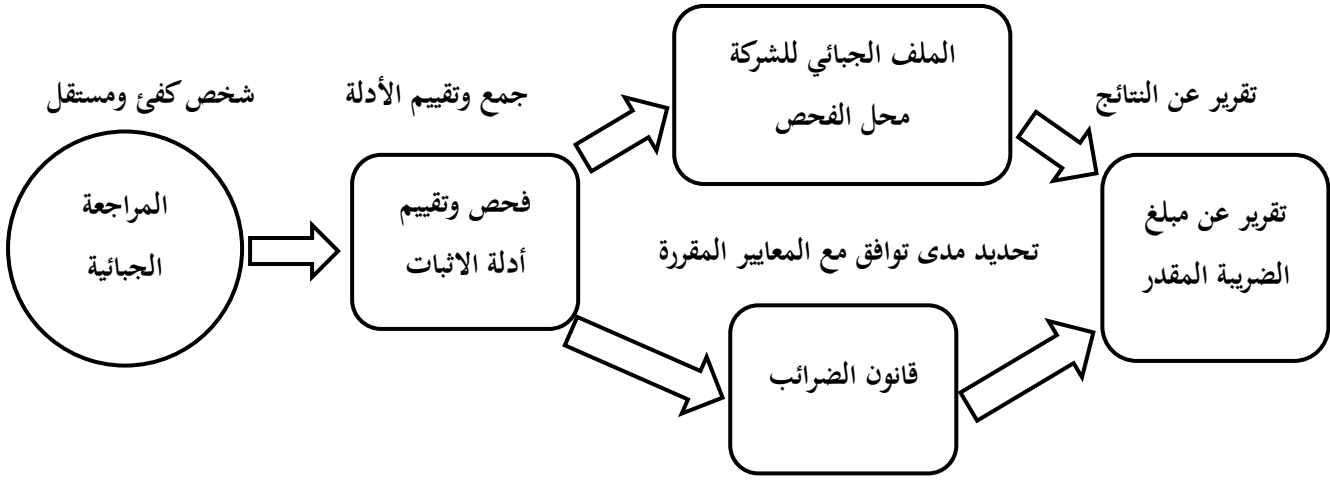 شخص كفئ ومستقل
المراجعة
الجبائية
جمع وتقييم الأدلة
فحص وتقييم
أدلة الاثبات
الملف الجبائي للشركة
محل الفحص
تحديد مدى توافق مع المعايير المقررة
قانون الضرائب
تقرير عن النتائج
تقرير عن مبلغ
الضريبة المقدر